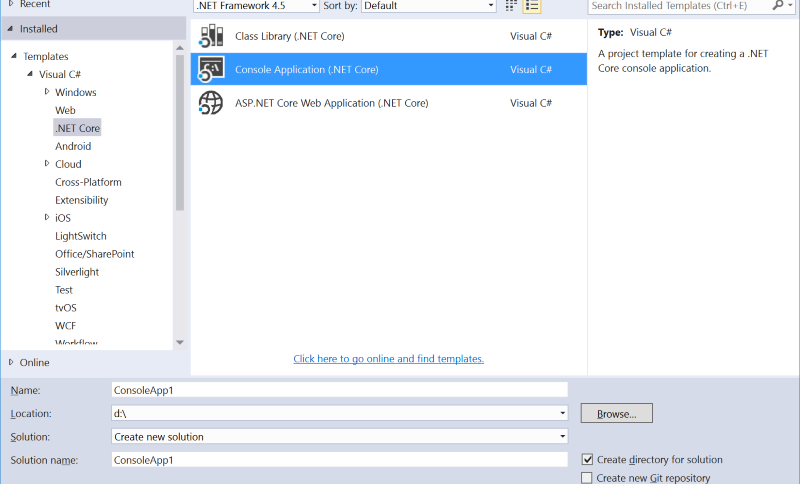 Recent
.NET Framework 4.5
Sort by: Default
Search Installed Templates (Ctrl+E)
Installed
Templates
Visual C#
Windows
Web
.NET Core
Android
Cloud
Cross-Platform
Extensibility
iOS
LightSwitch
Office/SharePoint
Silverlight
Test
tvOS
WCF
Workflow
Online
Class Library (.NET Core) Visual C#
Console Application (.NET Core) Visual C#
ASP.NET Core Web Application (.NET Core) Visual C#
Click here to go online and find templates.
Type: Visual C#
A project template for creating a .NET
Core console application.
Name: ConsoleApp1
Location: d:\ Browse...
Solution: Create new solution
Solution name: ConsoleApp1
Create directory for solution
Create new Git repository